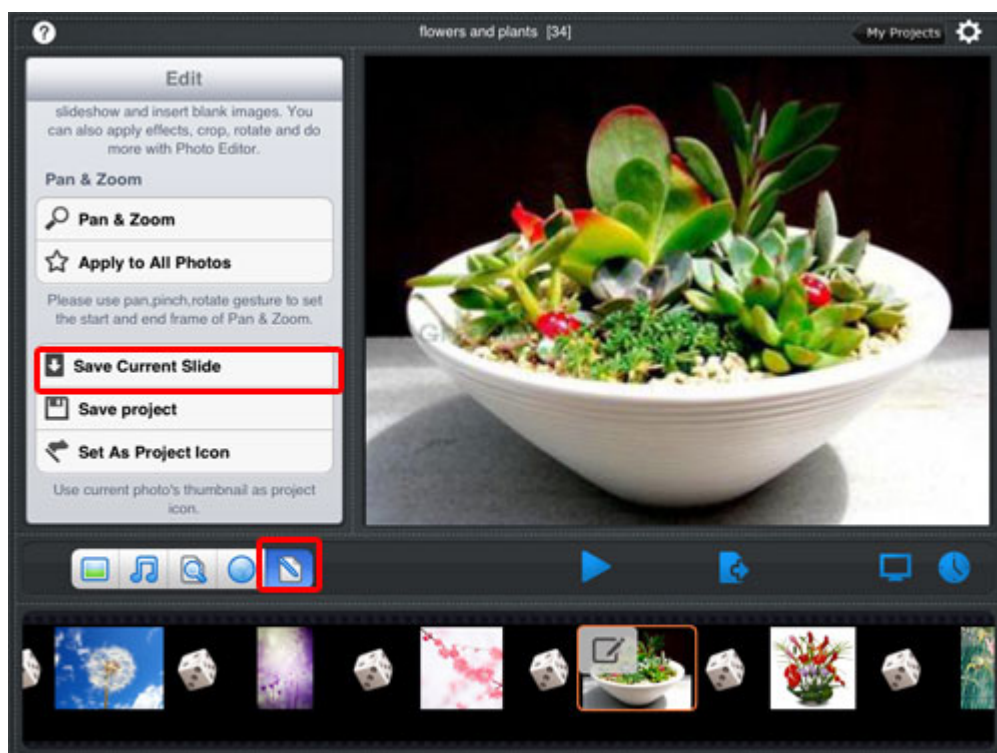 ?
flowers and plants [34]
My Projects
Edit
slideshow and insert blank images. You
can also apply effects, crop, rotate and do
more with Photo Editor.
Pan & Zoom
Pan & Zoom
Apply to All Photos
Please use pan,pinch,rotate gesture to set
the start and end frame of Pan & Zoom.
Save Current Slide
Save project
Set As Project Icon
Use current photo's thumbnail as project
icon.